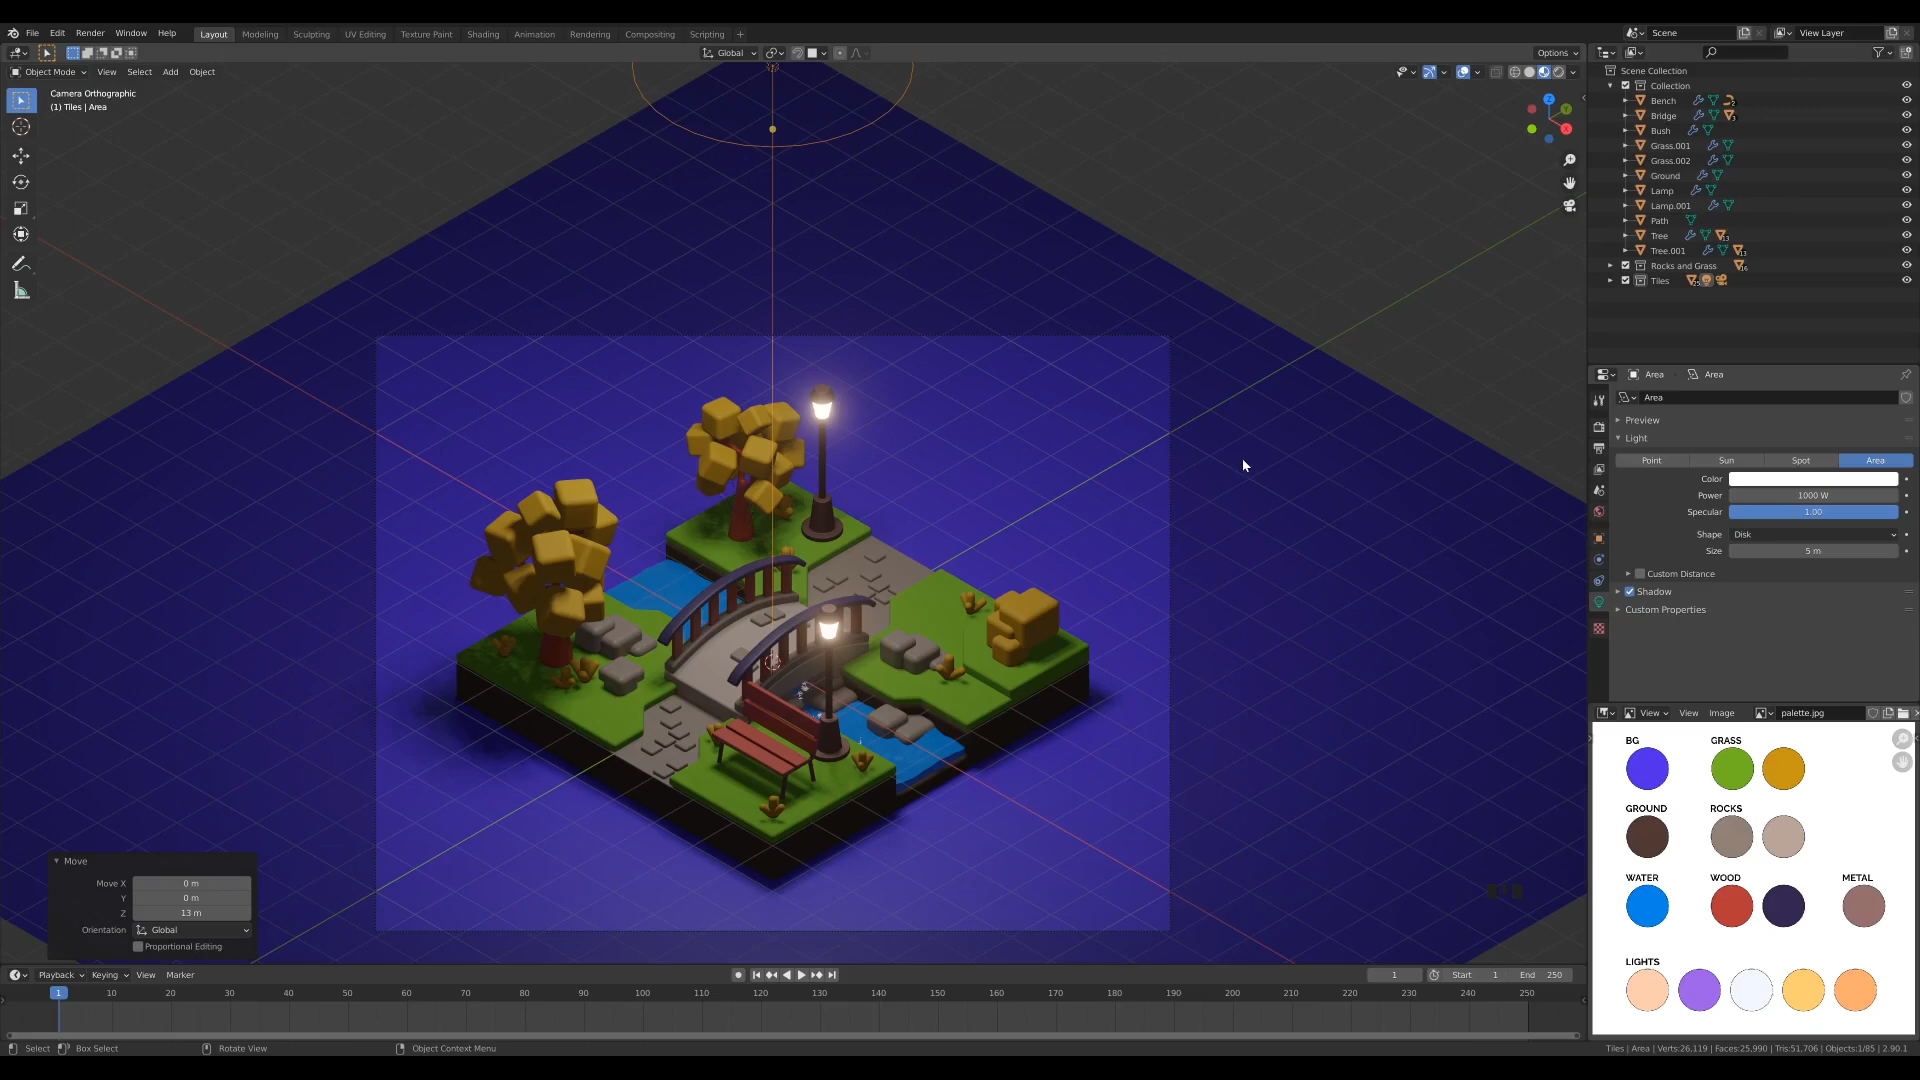 File Edit Render Window Help Layout Modeling Sculpting UV Editing Texture Paint Shading Animation Rendering Compositing Scripting + Scene View Layer
Global Options
Object Mode View Select Add Object
Camera Orthographic
(1) Tiles | Area
Scene Collection
Collection
Bench 2
Bridge 3
Bush
Grass.001
Grass.002
Ground
Lamp
Lamp.001
Path
Tree 13
Tree.001 13
Rocks and Grass 16
Tiles 25
Area Area
Area
Preview
Light
Point Sun Spot Area
Color
Power 1000 W
Specular 1.00
Shape Disk
Size 5 m
Custom Distance
Shadow
Custom Properties
View View Image palette.jpg
BG GRASS
GROUND ROCKS
WATER WOOD METAL
LIGHTS
Move
Move X 0 m
Y 0 m
Z 13 m
Orientation Global
Proportional Editing
Playback Keying View Marker 1 Start 1 End 250
1 10 20 30 40 50 60 70 80 90 100 110 120 130 140 150 160 170 180 190 200 210 220 230 240 250
Select Box Select Rotate View Object Context Menu Tiles | Area | Verts:26,119 | Faces:25,990 | Tris:51,706 | Objects:1/85 | 2.90.1